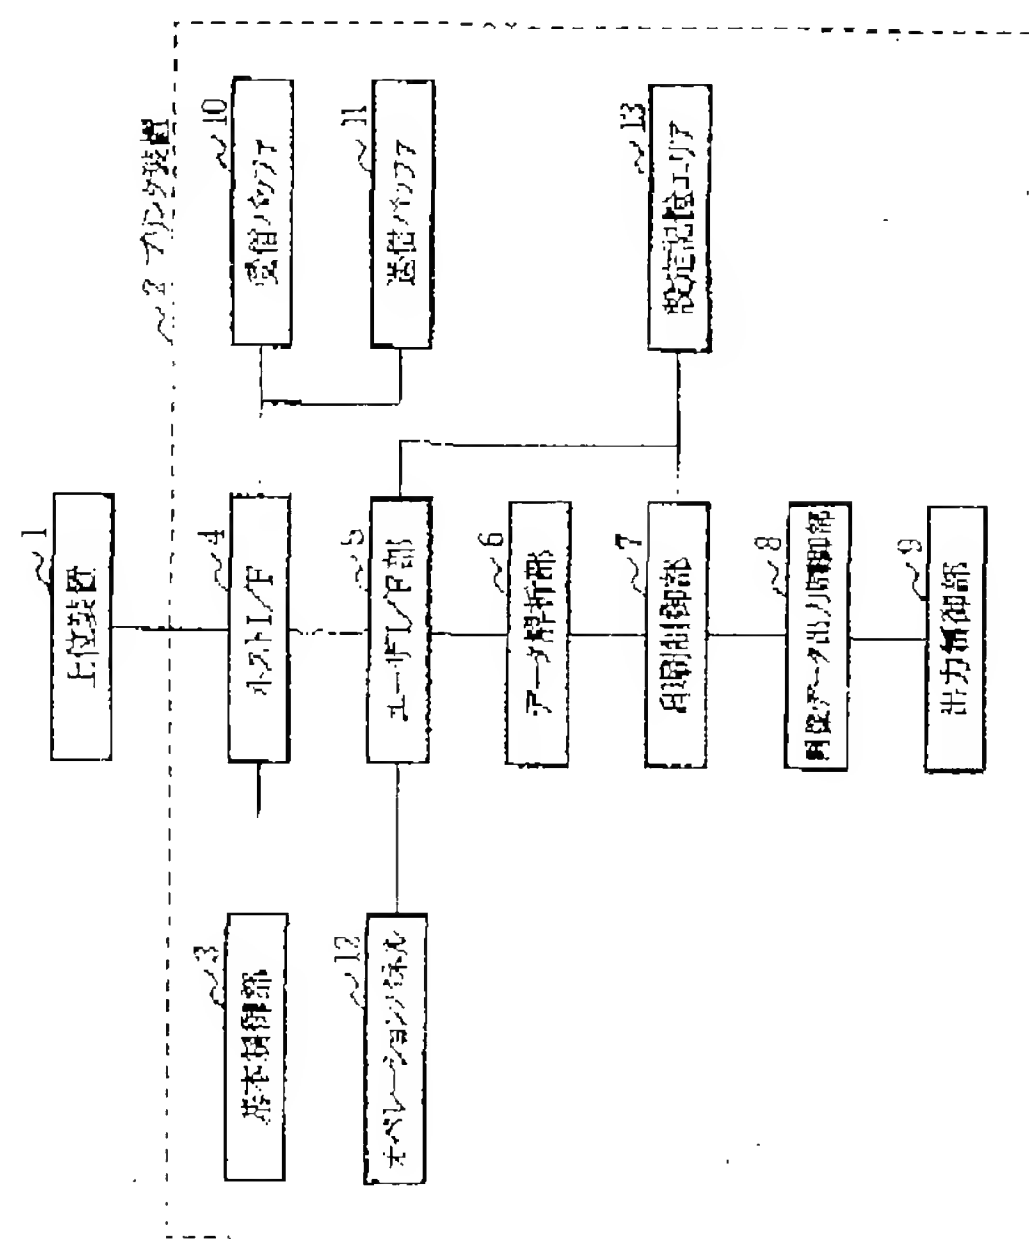 1
上位装置
2 プリンタ装置
3
基本制御部
4
ホストI/F
10
受信バッファ
12
オペレーションパネル
5
ユーザI/F部
11
送信バッファ
6
データ解析部
7
印刷制御部
13
設定記憶エリア
8
画像データ出力制御部
9
出力制御部